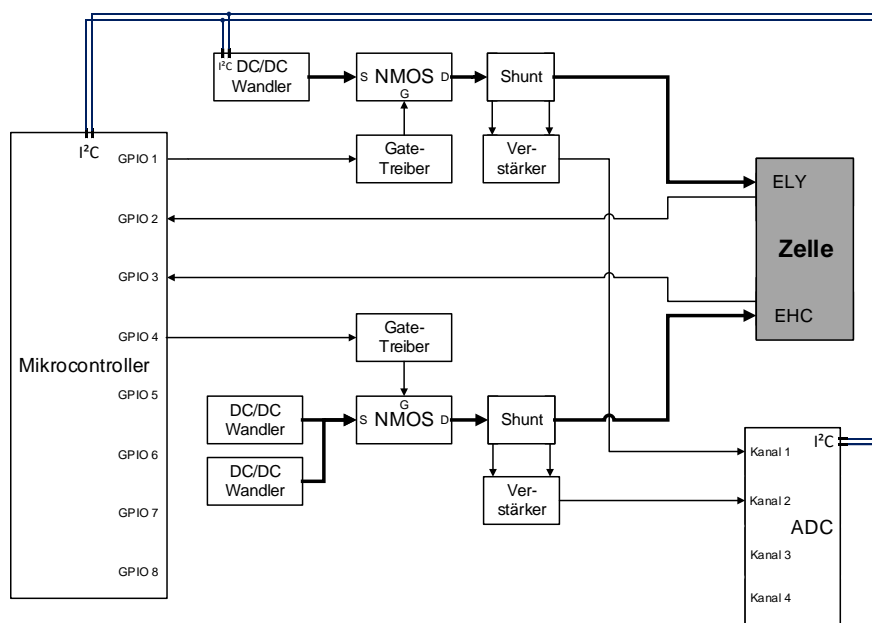 I²C
DC/DC
Wandler
S
NMOS
D
G
Shunt
I²C
GPIO 1
Gate-
Treiber
Ver-
stärker
ELY
GPIO 2
Zelle
GPIO 3
EHC
GPIO 4
Gate-
Treiber
Mikrocontroller
GPIO 5
DC/DC
Wandler
G
S
NMOS
D
Shunt
I²C
Kanal 1
GPIO 6
DC/DC
Wandler
Ver-
stärker
Kanal 2
GPIO 7
ADC
Kanal 3
GPIO 8
Kanal 4